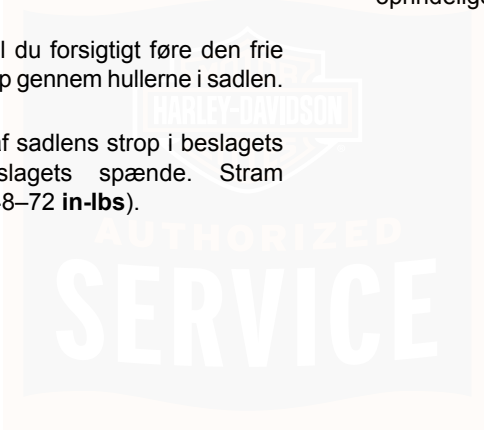 oprindelige
l du forsigtigt føre den frie
p gennem hullerne i sadlen.
af sadlens strop i beslagets
slagets spænde. Stram
8–72 in-lbs).
HARLEY-DAVIDSON
AUTHORIZED
SERVICE